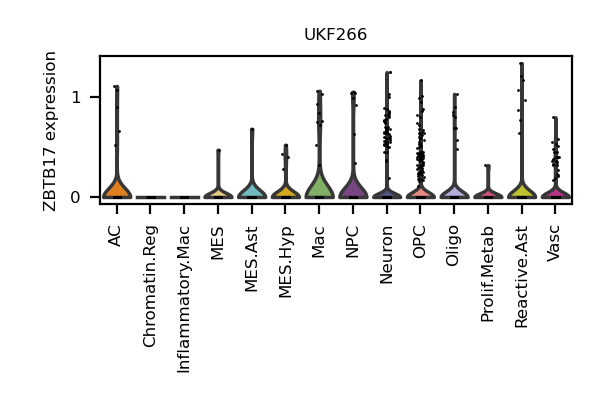 UKF266
ZBTB17 expression
1
0
AC
Chromatin.Reg
Inflammatory.Mac
MES
MES.Ast
MES.Hyp
Mac
NPC
Neuron
OPC
Oligo
Prolif.Metab
Reactive.Ast
Vasc